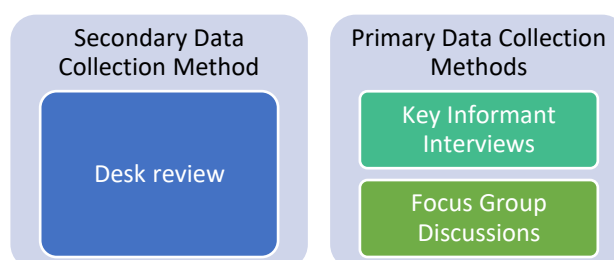 Secondary Data
Collection Method
Desk review
Primary Data Collection
Methods
Key Informant
Interviews
Focus Group
Discussions